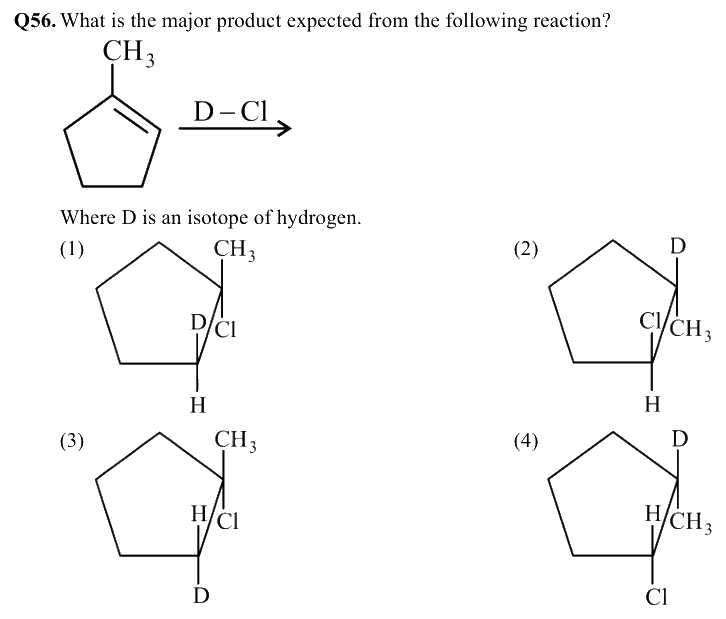 Q56. What is the major product expected from the following reaction?
CH3
D – Cl
Where D is an isotope of hydrogen.
(1)
CH3
D
Cl
H
(2)
D
Cl
CH3
H
(3)
CH3
H
Cl
D
(4)
D
H
CH3
Cl